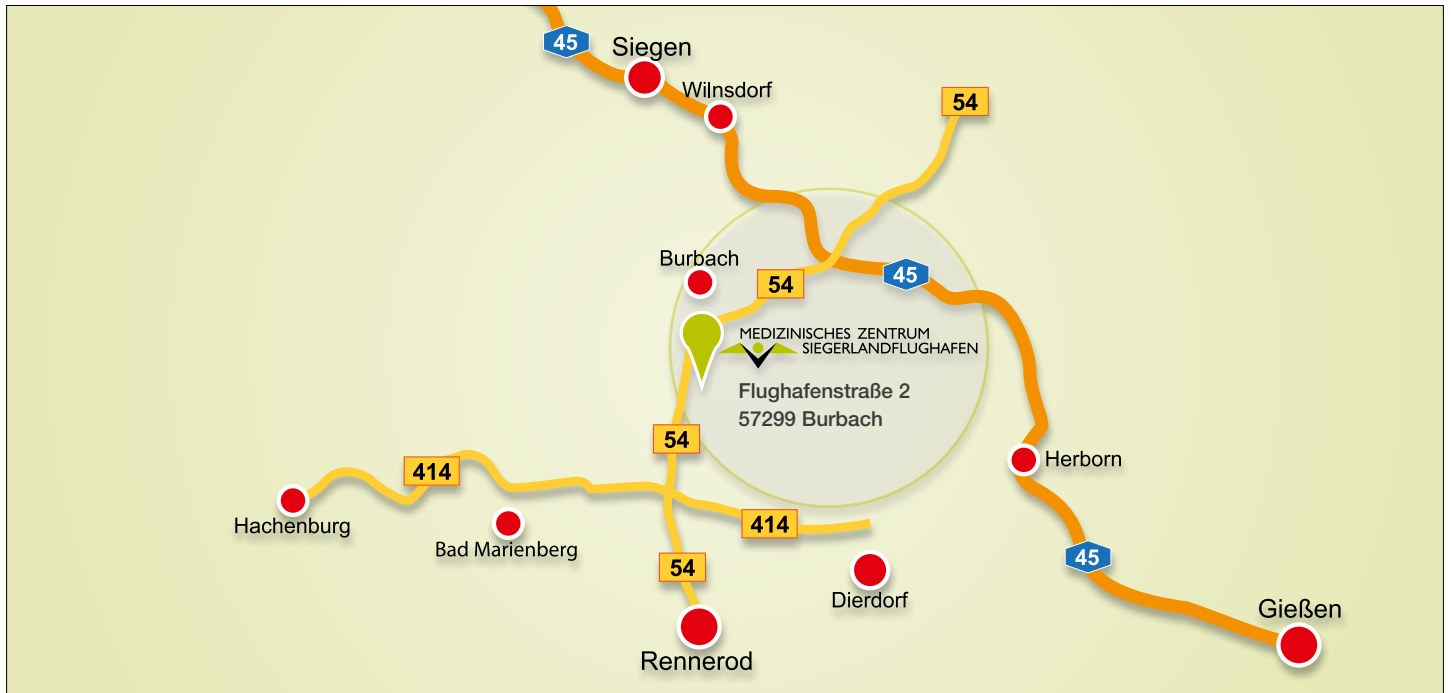 45
Siegen
Wilnsdorf
54
Burbach
54
45
MEDIZINISCHES ZENTRUM
SIEGERLANDFLUGHAFEN
Flughafenstraße 2
57299 Burbach
54
414
Herborn
Hachenburg
Bad Marienberg
414
54
45
Dierdorf
Gießen
Rennerod